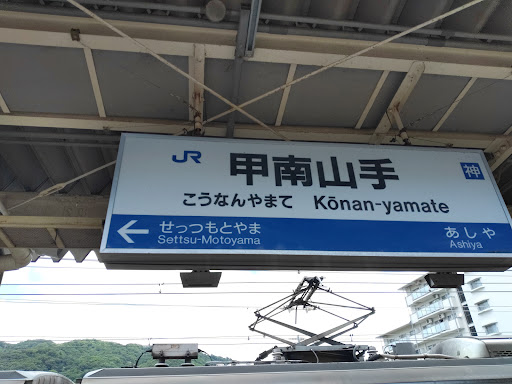 JR 甲南山手 神
こうなんやまて Kōnan-yamate
← せっつもとやま あしや
Settsu-Motoyama Ashiya